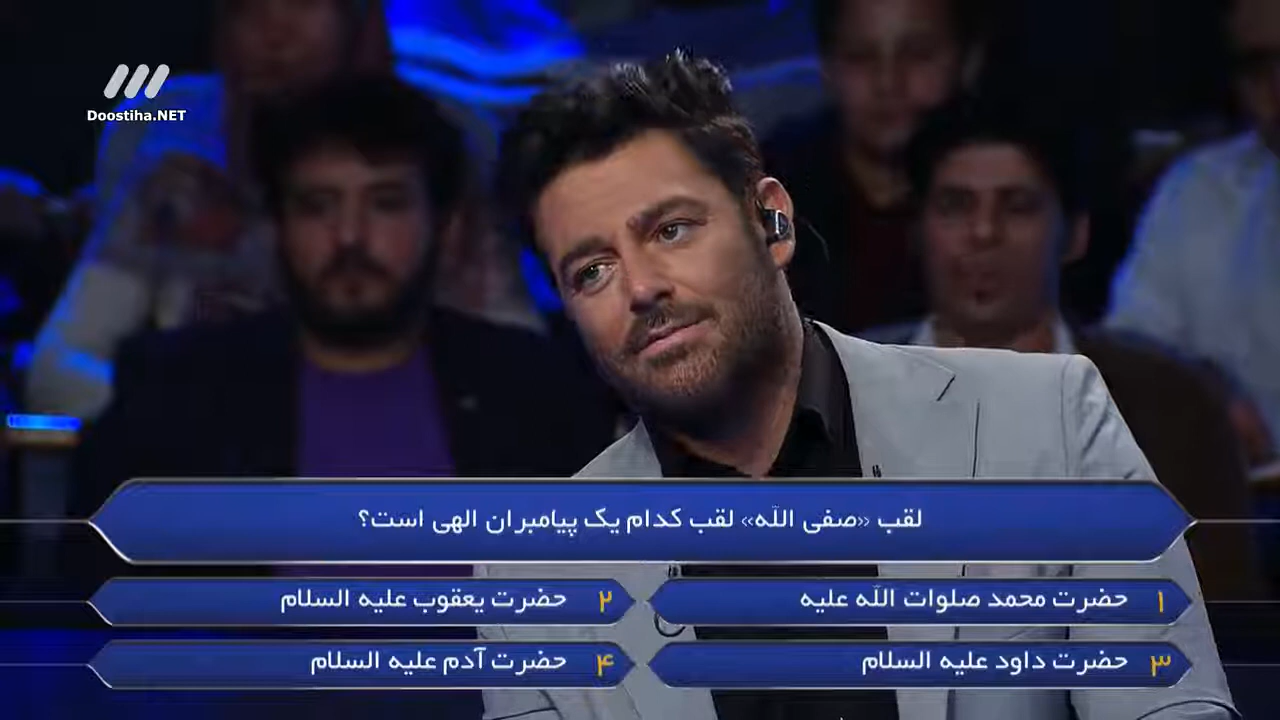 Doostiha.NET
لقب «صفی الله» لقب کدام یک پیامبران الهی است؟
۱ حضرت محمد صلوات الله علیه
۲ حضرت یعقوب علیه السلام
۳ حضرت داود علیه السلام
۴ حضرت آدم علیه السلام